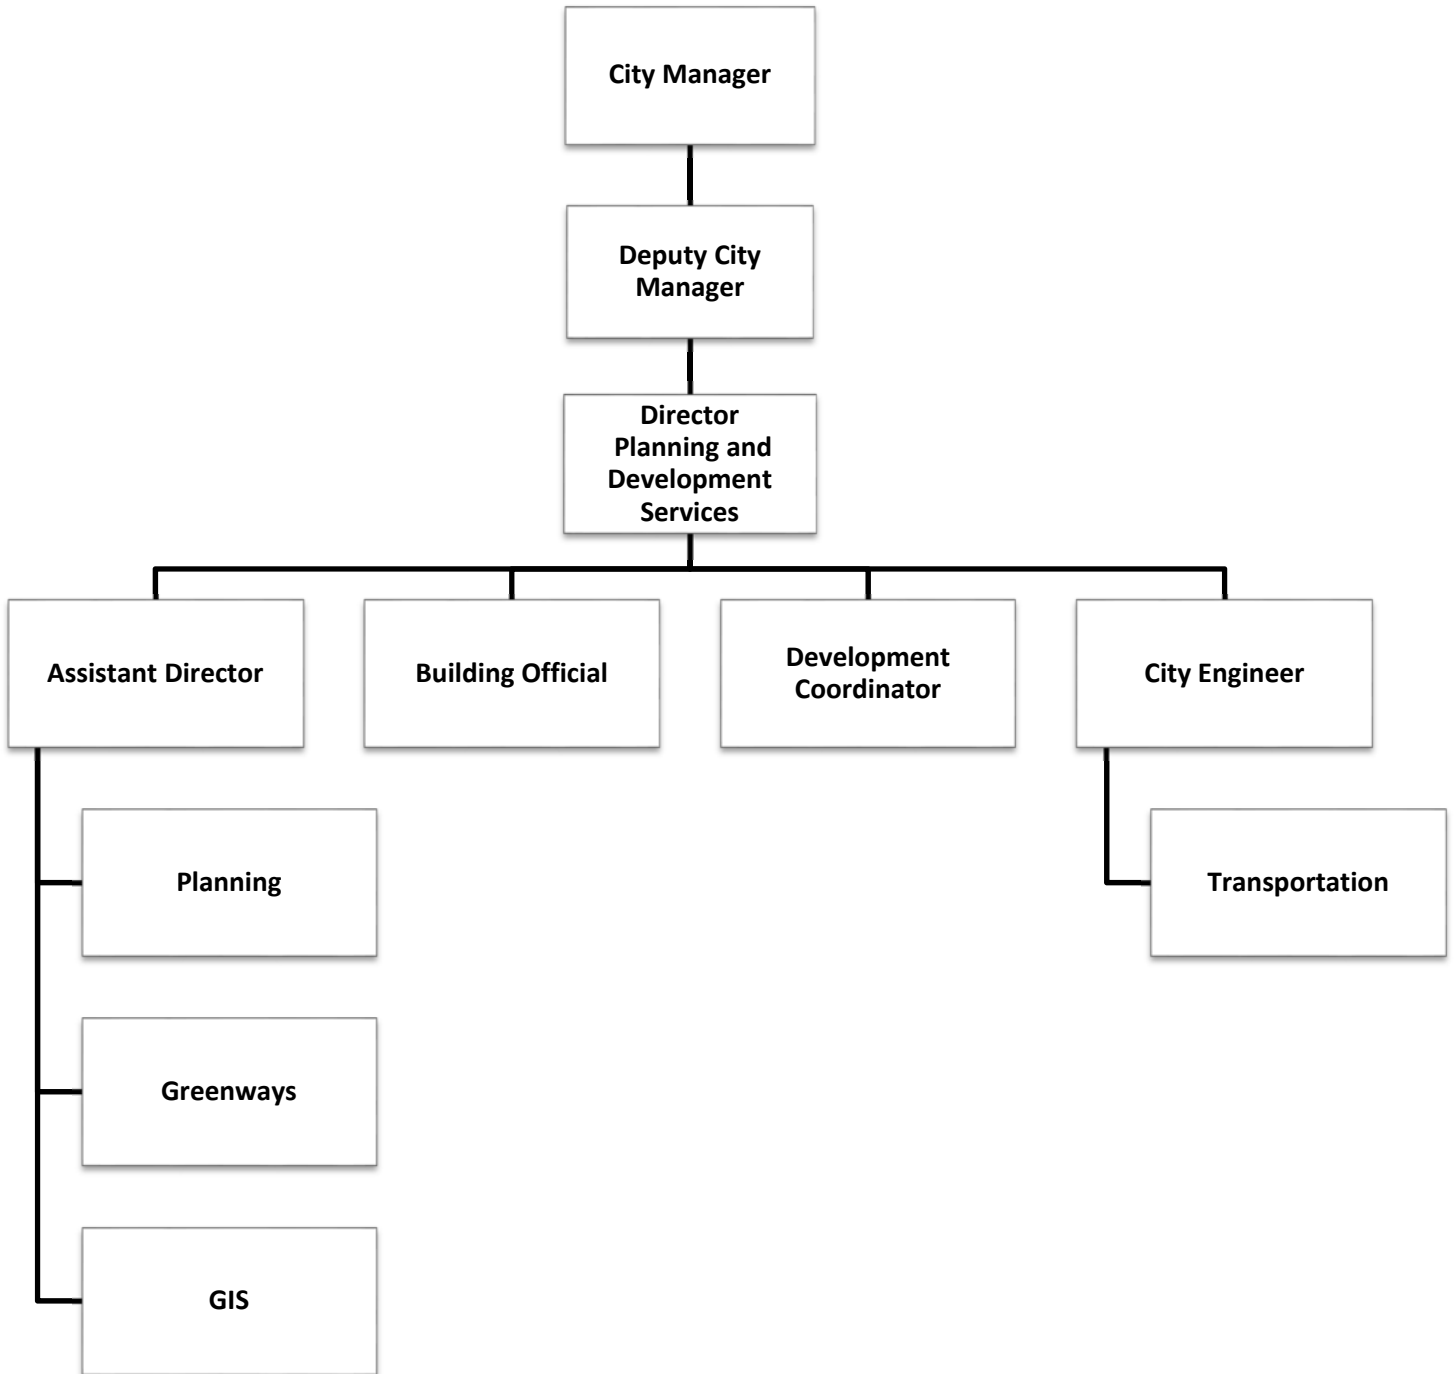 City Manager
Deputy City
Manager
Director
Planning and
Development
Services
Assistant Director
Building Official
Development
Coordinator
City Engineer
Planning
Transportation
Greenways
GIS